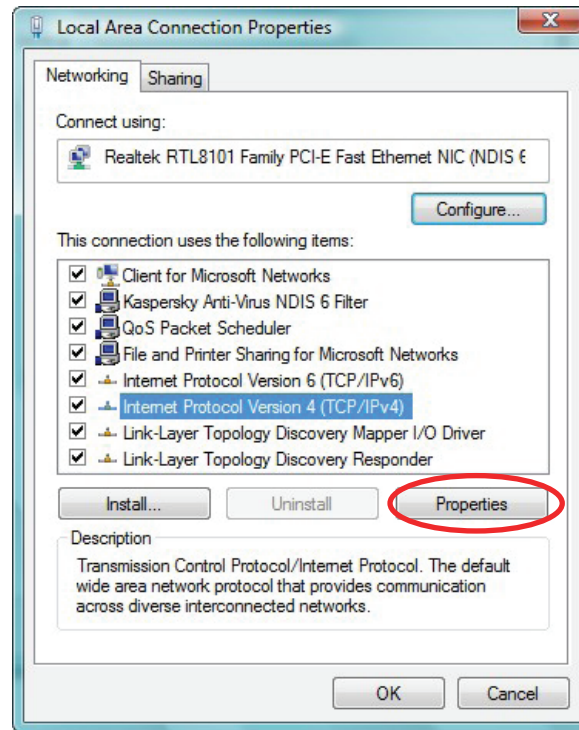 Local Area Connection Properties
Networking
Sharing
Connect using:
Realtek RTL8101 Family PCI-E Fast Ethernet NIC (NDIS 6
Configure...
This connection uses the following items:
Client for Microsoft Networks
Kaspersky Anti-Virus NDIS 6 Filter
QoS Packet Scheduler
File and Printer Sharing for Microsoft Networks
Internet Protocol Version 6 (TCP/IPv6)
Internet Protocol Version 4 (TCP/IPv4)
Link-Layer Topology Discovery Mapper I/O Driver
Link-Layer Topology Discovery Responder
Install...
Uninstall
Properties
Description
Transmission Control Protocol/Internet Protocol. The default
wide area network protocol that provides communication
across diverse interconnected networks.
OK
Cancel